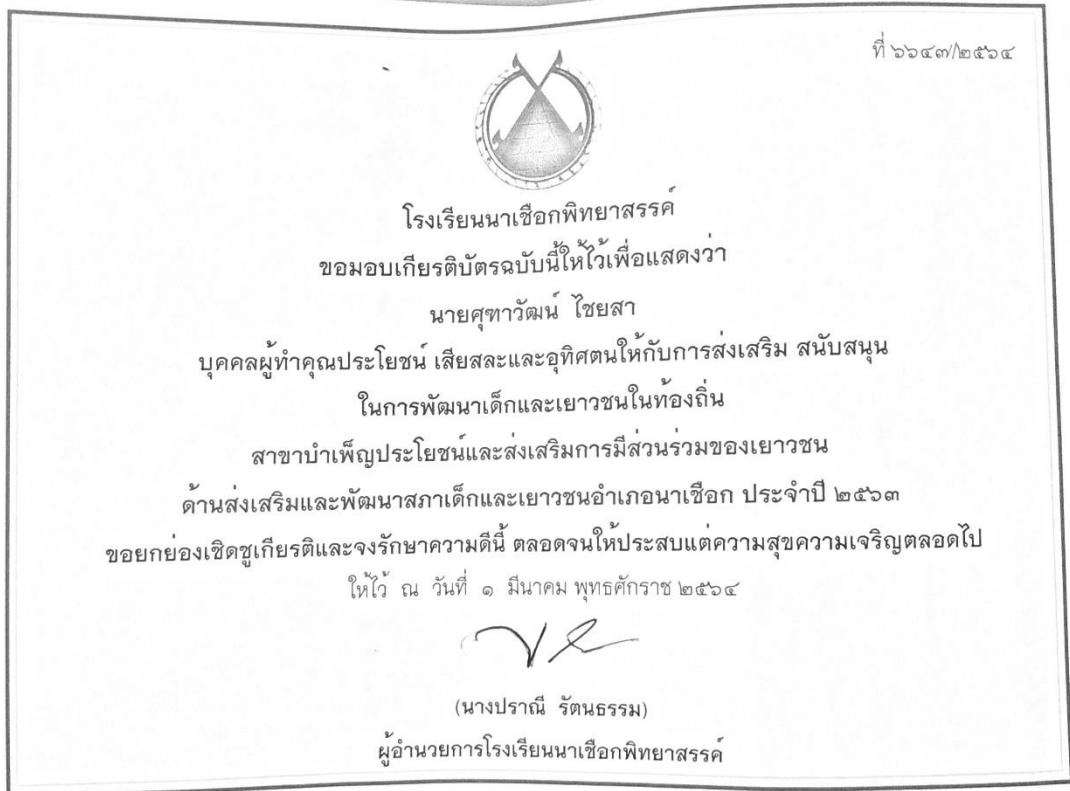 ที่ ๖๖๔๓/๒๕๖๔
โรงเรียนนาเชือกพิทยาสรรค์
ขอมอบเกียรติบัตรฉบับนี้ให้ไว้เพื่อแสดงว่า
นายศุฑาวัฒน์ ไชยสา
บุคคลผู้ทำคุณประโยชน์ เสียสละและอุทิศตนให้กับการส่งเสริม สนับสนุน
ในการพัฒนาเด็กและเยาวชนในท้องถิ่น
สาขาบำเพ็ญประโยชน์และส่งเสริมการมีส่วนร่วมของเยาวชน
ด้านส่งเสริมและพัฒนาสภาเด็กและเยาวชนอำเภอนาเชือก ประจำปี ๒๕๖๓
ขอยกย่องเชิดชูเกียรติและจงรักษาความดีนี้ ตลอดจนให้ประสบแต่ความสุขความเจริญตลอดไป
ให้ไว้ ณ วันที่ ๑ มีนาคม พุทธศักราช ๒๕๖๔
(นางปราณี รัตนธรรม)
ผู้อำนวยการโรงเรียนนาเชือกพิทยาสรรค์